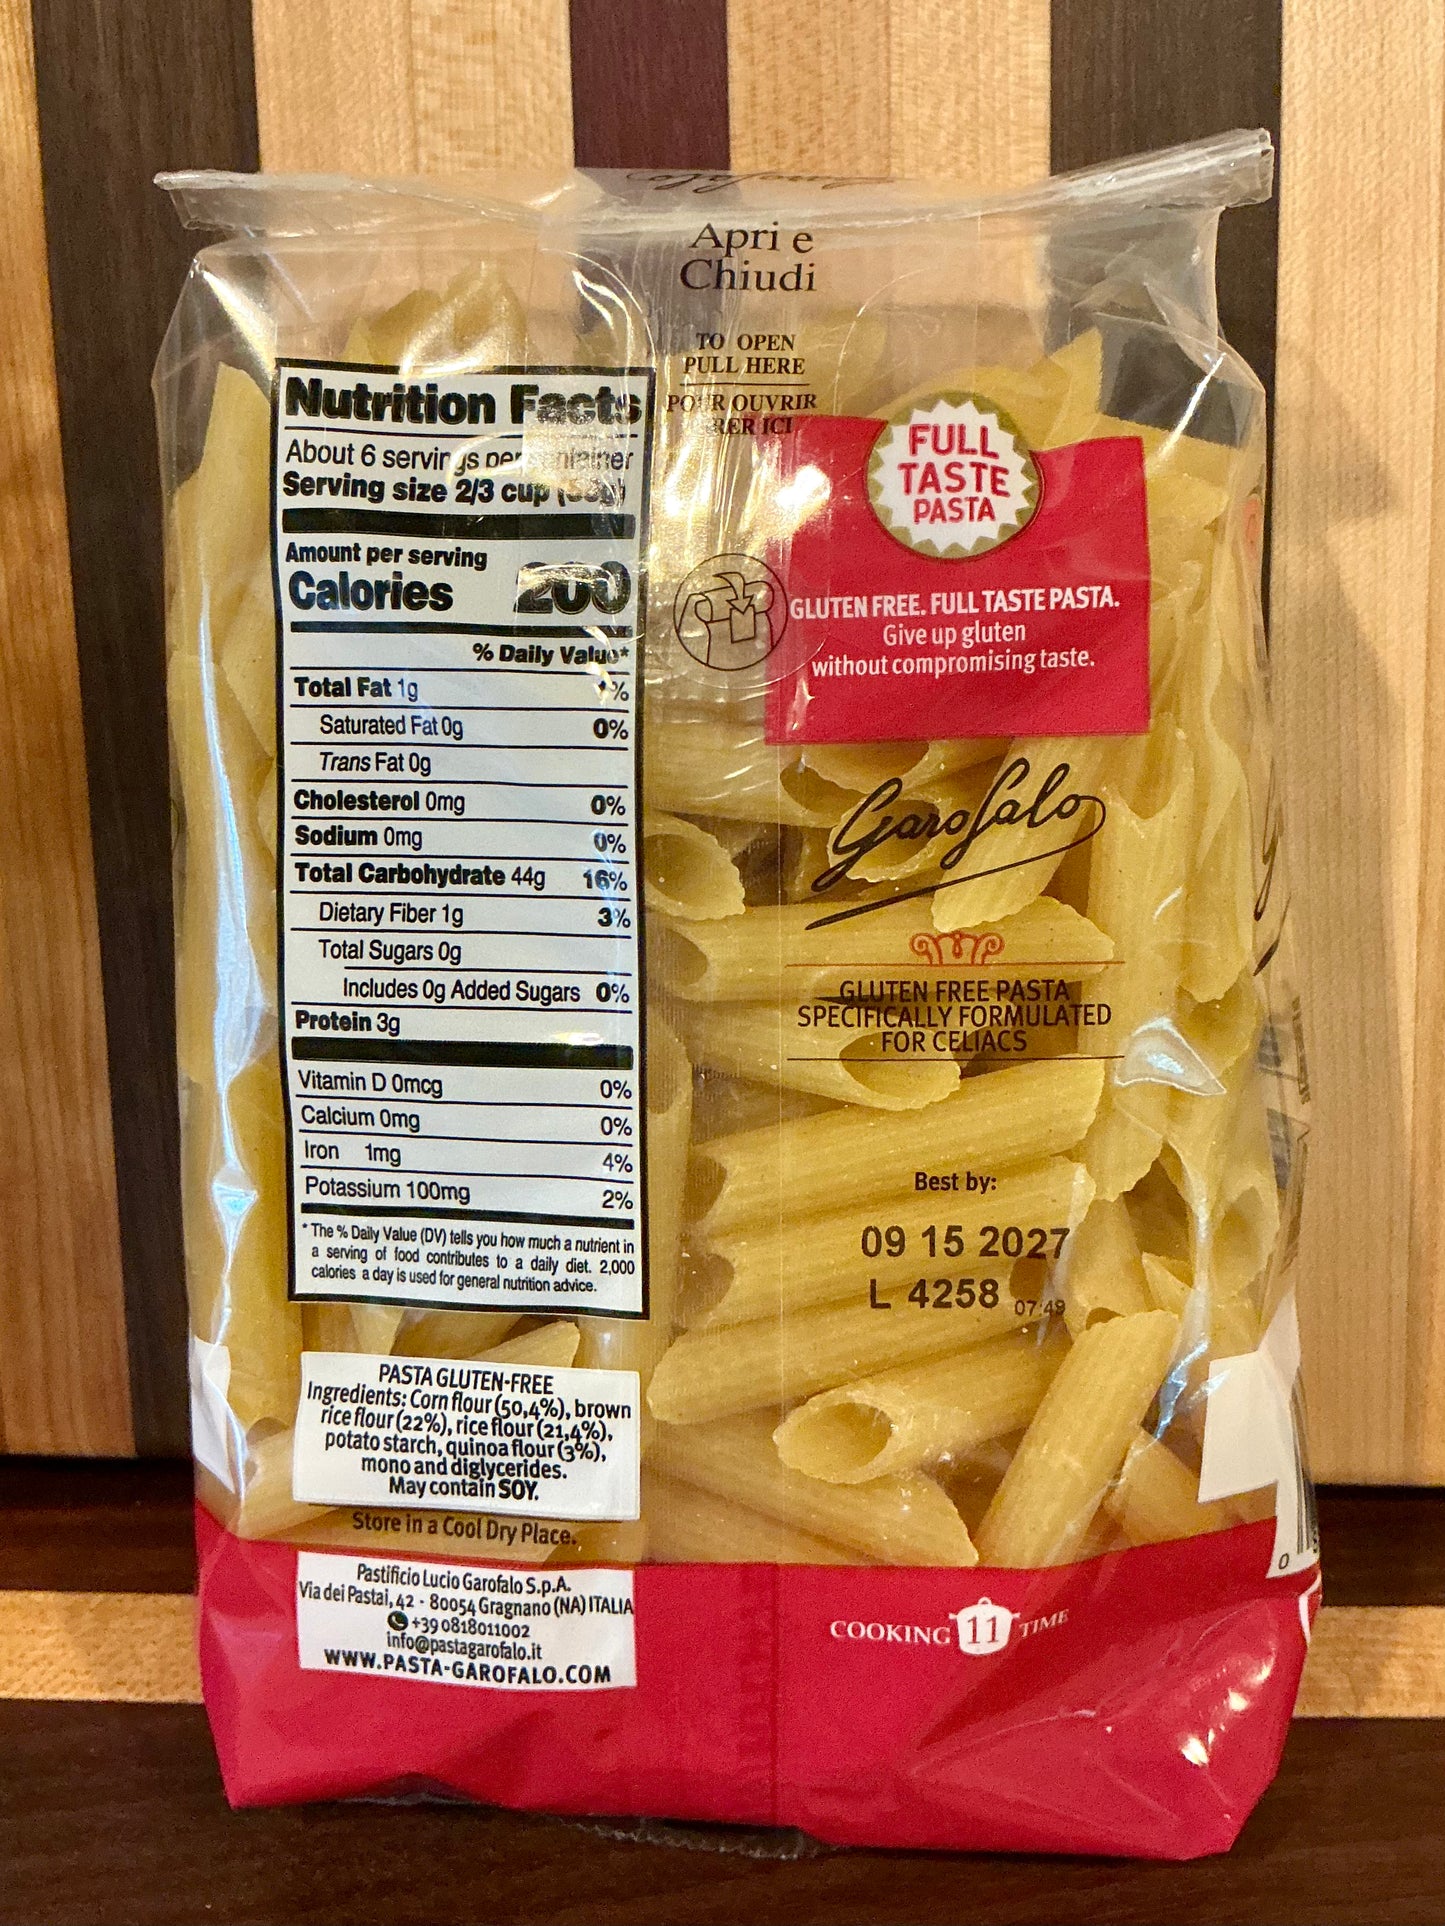 Apri e
Chiudi
TO OPEN
PULL HERE
POUR OUVRIR
ICI
Nutrition Facts
About 6 servings per container
Serving size 2/3 cup
Amount per serving
Calories 200
% Daily Value*
Total Fat 1g %
Saturated Fat 0g 0%
Trans Fat 0g
Cholesterol 0mg 0%
Sodium 0mg 0%
Total Carbohydrate 44g 16%
Dietary Fiber 1g 3%
Total Sugars 0g
Includes 0g Added Sugars 0%
Protein 3g
Vitamin D 0mcg 0%
Calcium 0mg 0%
Iron 1mg 4%
Potassium 100mg 2%
* The % Daily Value (DV) tells you how much a nutrient in
a serving of food contributes to a daily diet. 2,000
calories a day is used for general nutrition advice.
PASTA GLUTEN-FREE
Ingredients: Corn flour (50,4%), brown
rice flour (22%), rice flour (21,4%),
potato starch, quinoa flour (3%),
mono and diglycerides.
May contain SOY.
Store in a Cool Dry Place.
Pastificio Lucio Garofalo S.p.A.
Via dei Pastai, 42 - 80054 Gragnano (NA) ITALIA
+39 0818011002
info@pastagarofalo.it
WWW.PASTA-GAROFALO.COM
FULL
TASTE
PASTA
GLUTEN FREE. FULL TASTE PASTA.
Give up gluten
without compromising taste.
Garofalo
GLUTEN FREE PASTA
SPECIFICALLY FORMULATED
FOR CELIACS
Best by:
09 15 2027
L 4258 07:49
COOKING 11 TIME
0